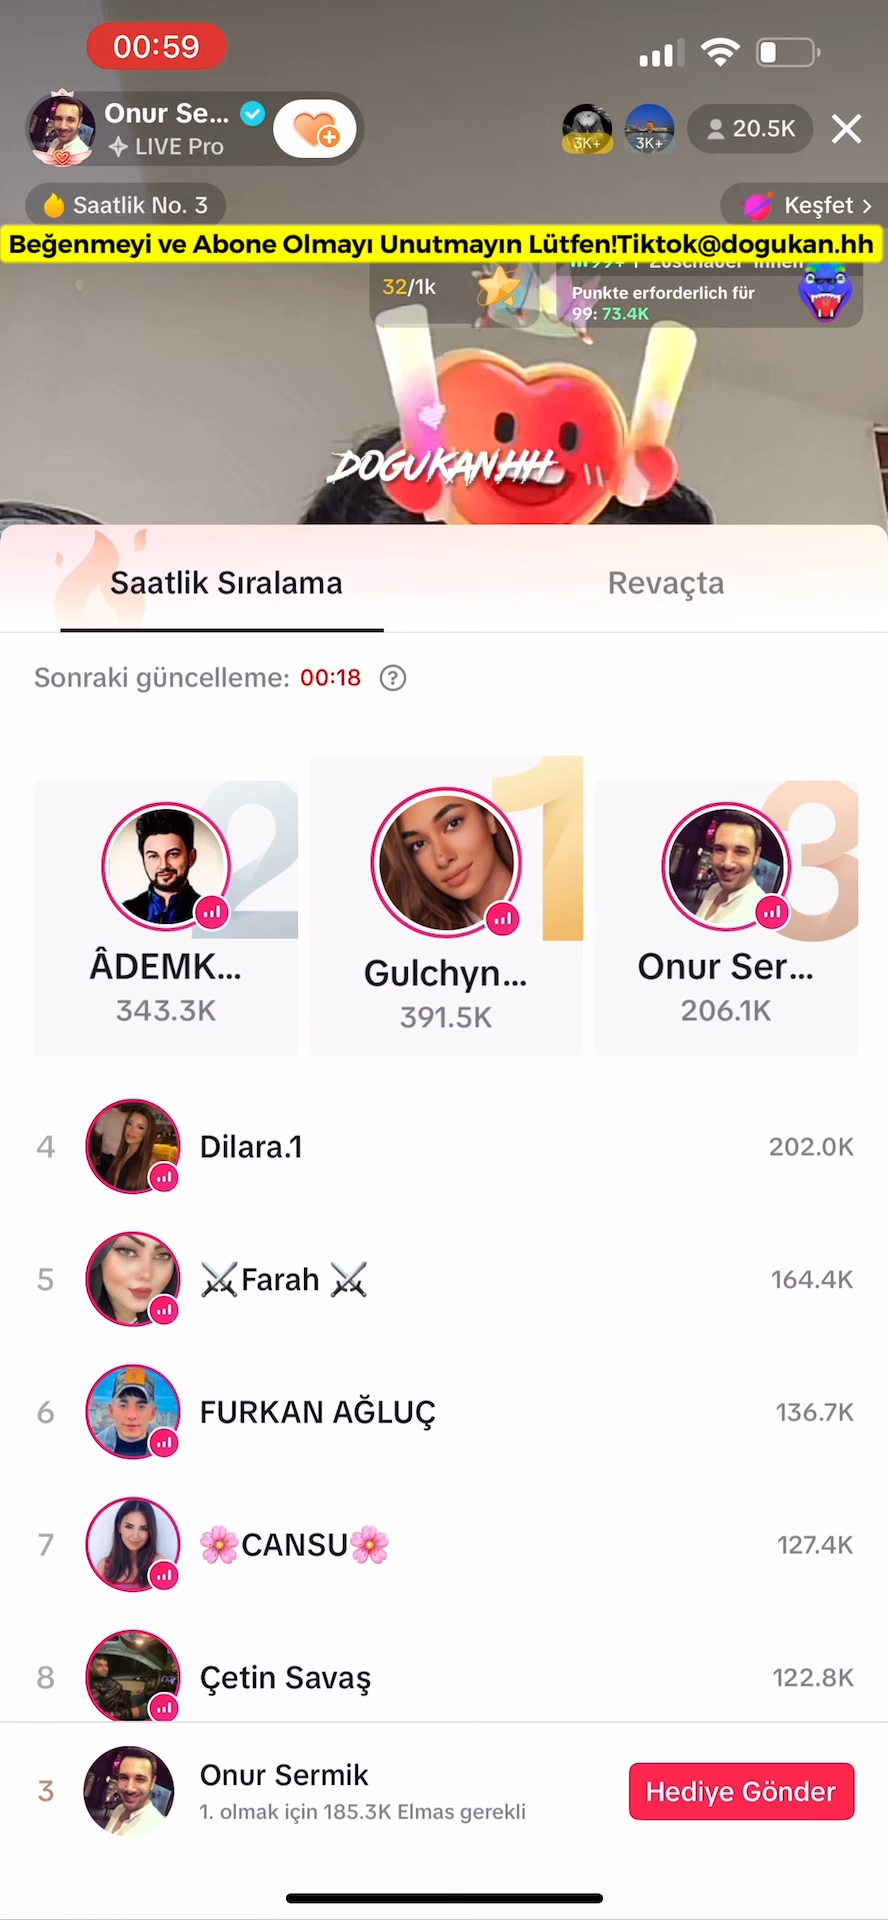 00:59
Onur Se...
LIVE Pro
3K+
3K+
20.5K
Saatlik No. 3
Keşfet >
Beğenmeyi ve Abone Olmayı Unutmayın Lütfen!Tiktok@dogukan.hh
32/1k
Punkte erforderlich für
99: 73.4K
DOGUKAN.HH
Saatlik Sıralama
Revaçta
Sonraki güncelleme: 00:18 ?
2
1
3
ÂDEMK...
343.3K
Gulchyn...
391.5K
Onur Ser...
206.1K
4 Dilara.1 202.0K
5 ⚔Farah ⚔ 164.4K
6 FURKAN AĞLUÇ 136.7K
7 🌸CANSU🌸 127.4K
8 Çetin Savaş 122.8K
3 Onur Sermik
1. olmak için 185.3K Elmas gerekli
Hediye Gönder